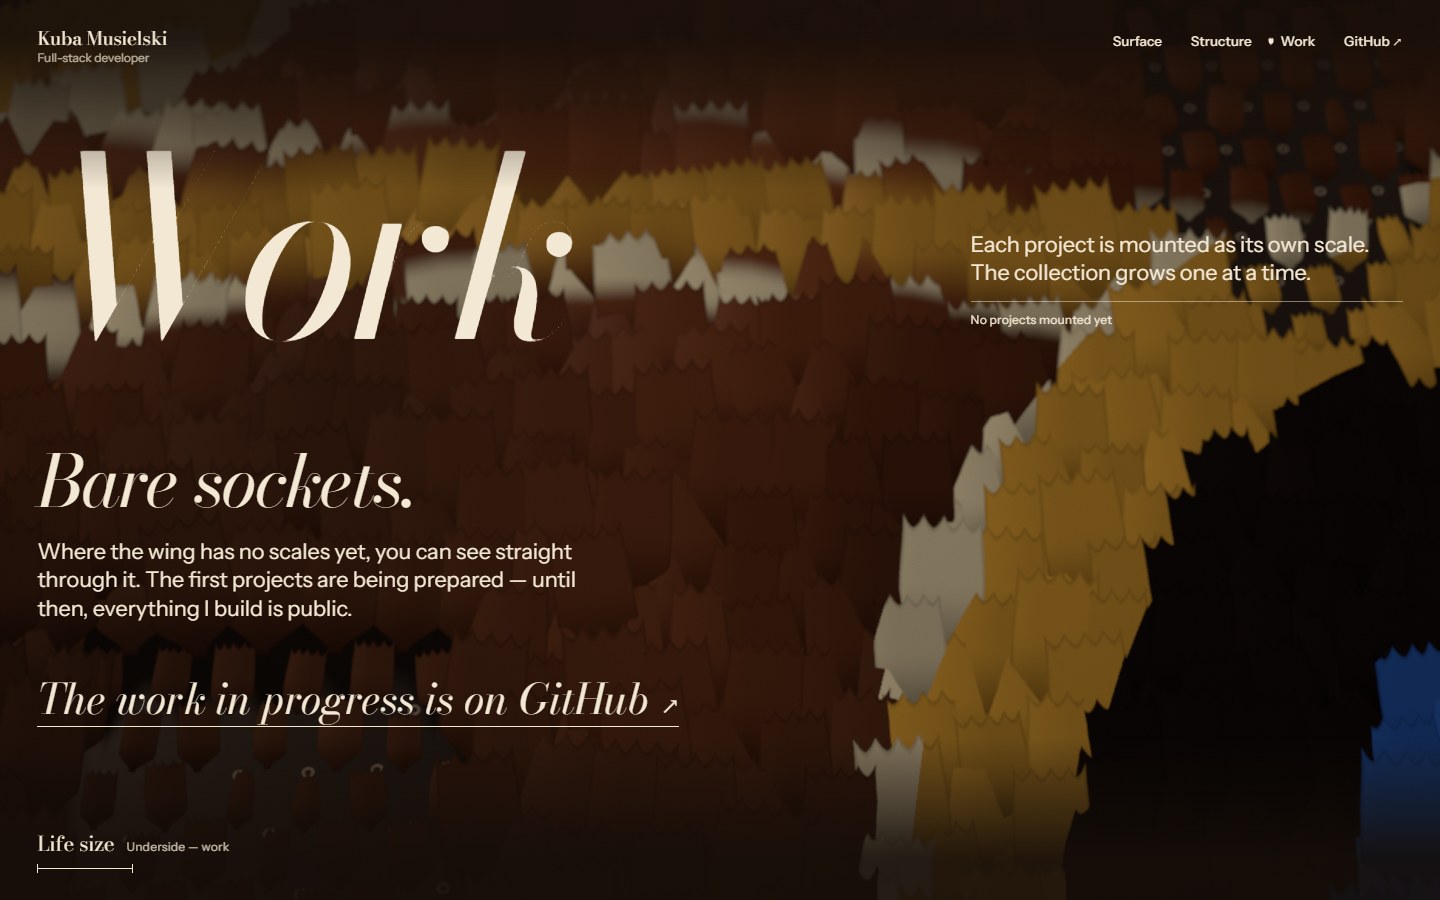 Kuba Musielski
Full-stack developer
Surface Structure Work GitHub ↗
Work
Each project is mounted as its own scale.
The collection grows one at a time.
No projects mounted yet
Bare sockets.
Where the wing has no scales yet, you can see straight
through it. The first projects are being prepared — until
then, everything I build is public.
The work in progress is on GitHub ↗
Life size Underside — work